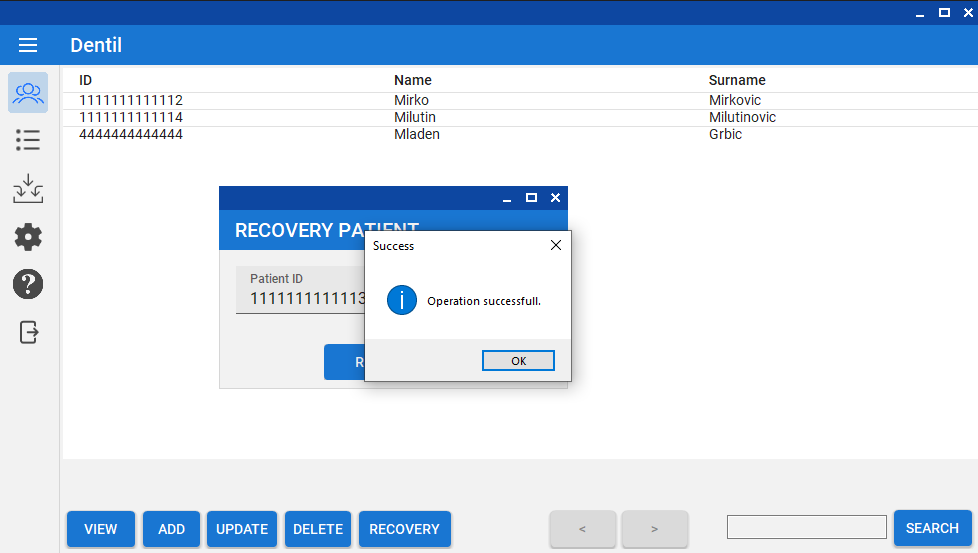 Dentil
ID Name Surname
1111111111112 Mirko Mirkovic
1111111111114 Milutin Milutinovic
4444444444444 Mladen Grbic
RECOVERY PATIENT
Success
Patient ID
1111111111113
Operation successfull.
OK
R
VIEW ADD UPDATE DELETE RECOVERY < > SEARCH